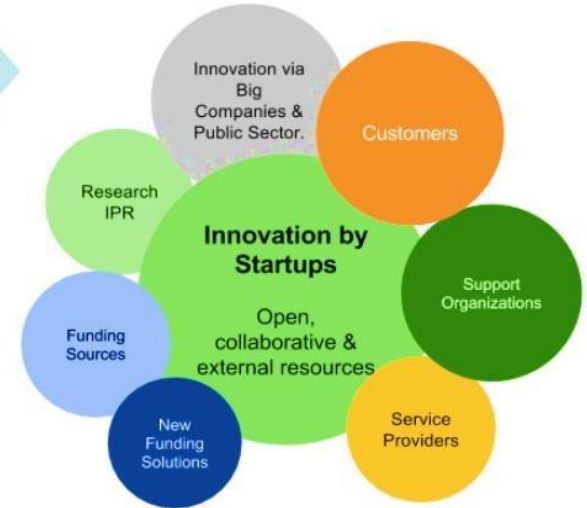 Innovation via
Big
Companies &
Public Sector.
Customers
Research
IPR
Innovation by
Startups
Open,
collaborative &
external resources
Support
Organizations
Funding
Sources
New
Funding
Solutions
Service
Providers